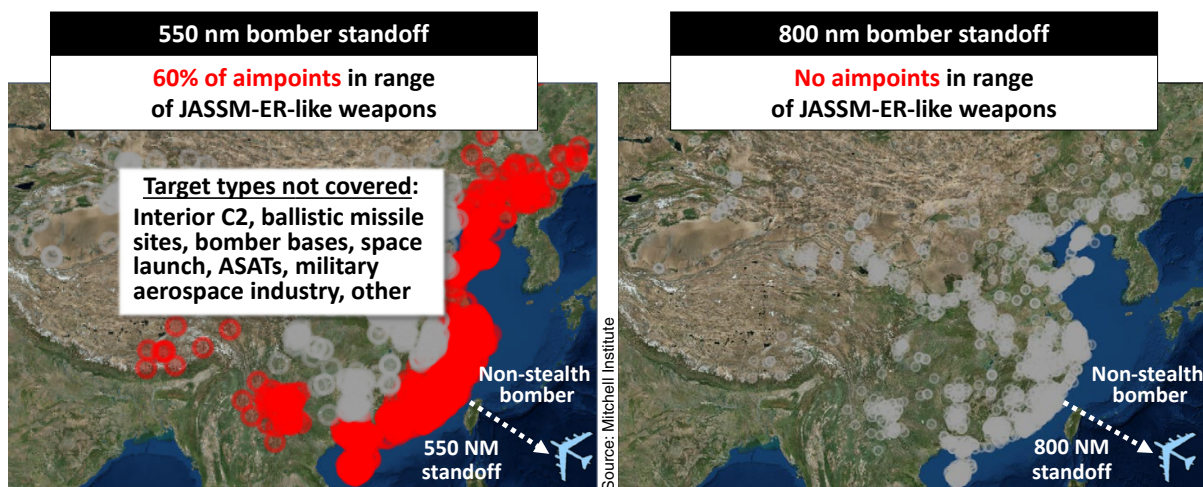 550 nm bomber standoff
60% of aimpoints in range
of JASSM-ER-like weapons
Target types not covered:
Interior C2, ballistic missile
sites, bomber bases, space
launch, ASATs, military
aerospace industry, other
Non-stealth
bomber
550 NM
standoff
Source: Mitchell Institute
800 nm bomber standoff
No aimpoints in range
of JASSM-ER-like weapons
Non-stealth
bomber
800 NM
standoff